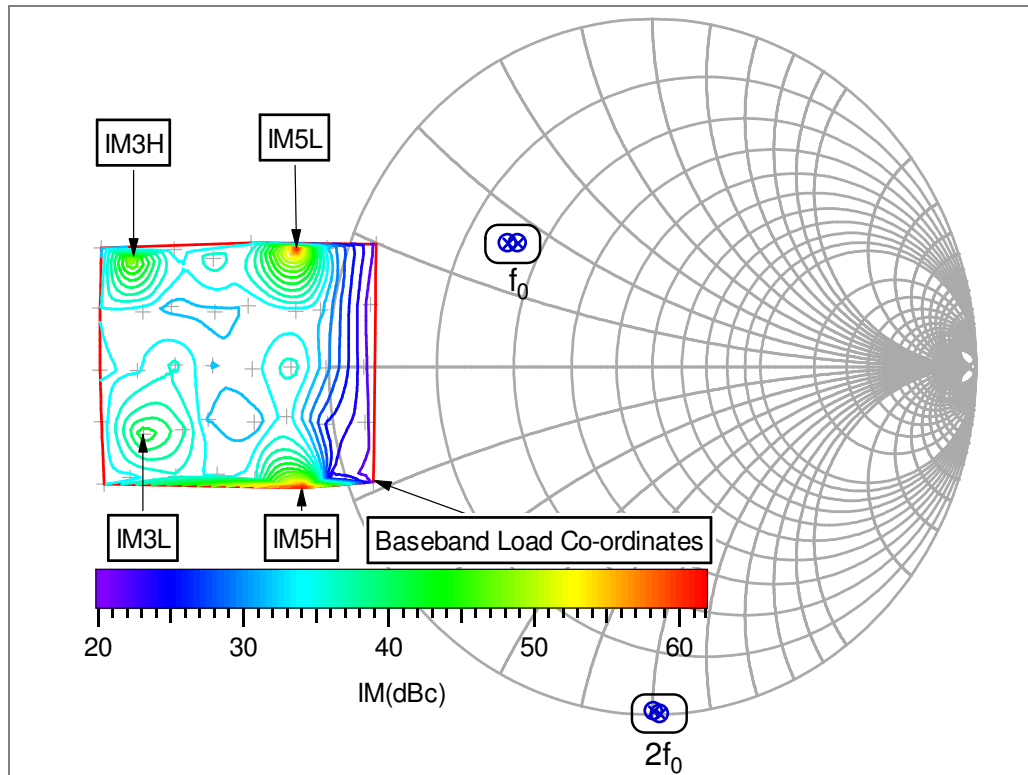 IM3H
IM5L
f0
IM3L
IM5H
Baseband Load Co-ordinates
20 30 40 50 60
IM(dBc)
2f0